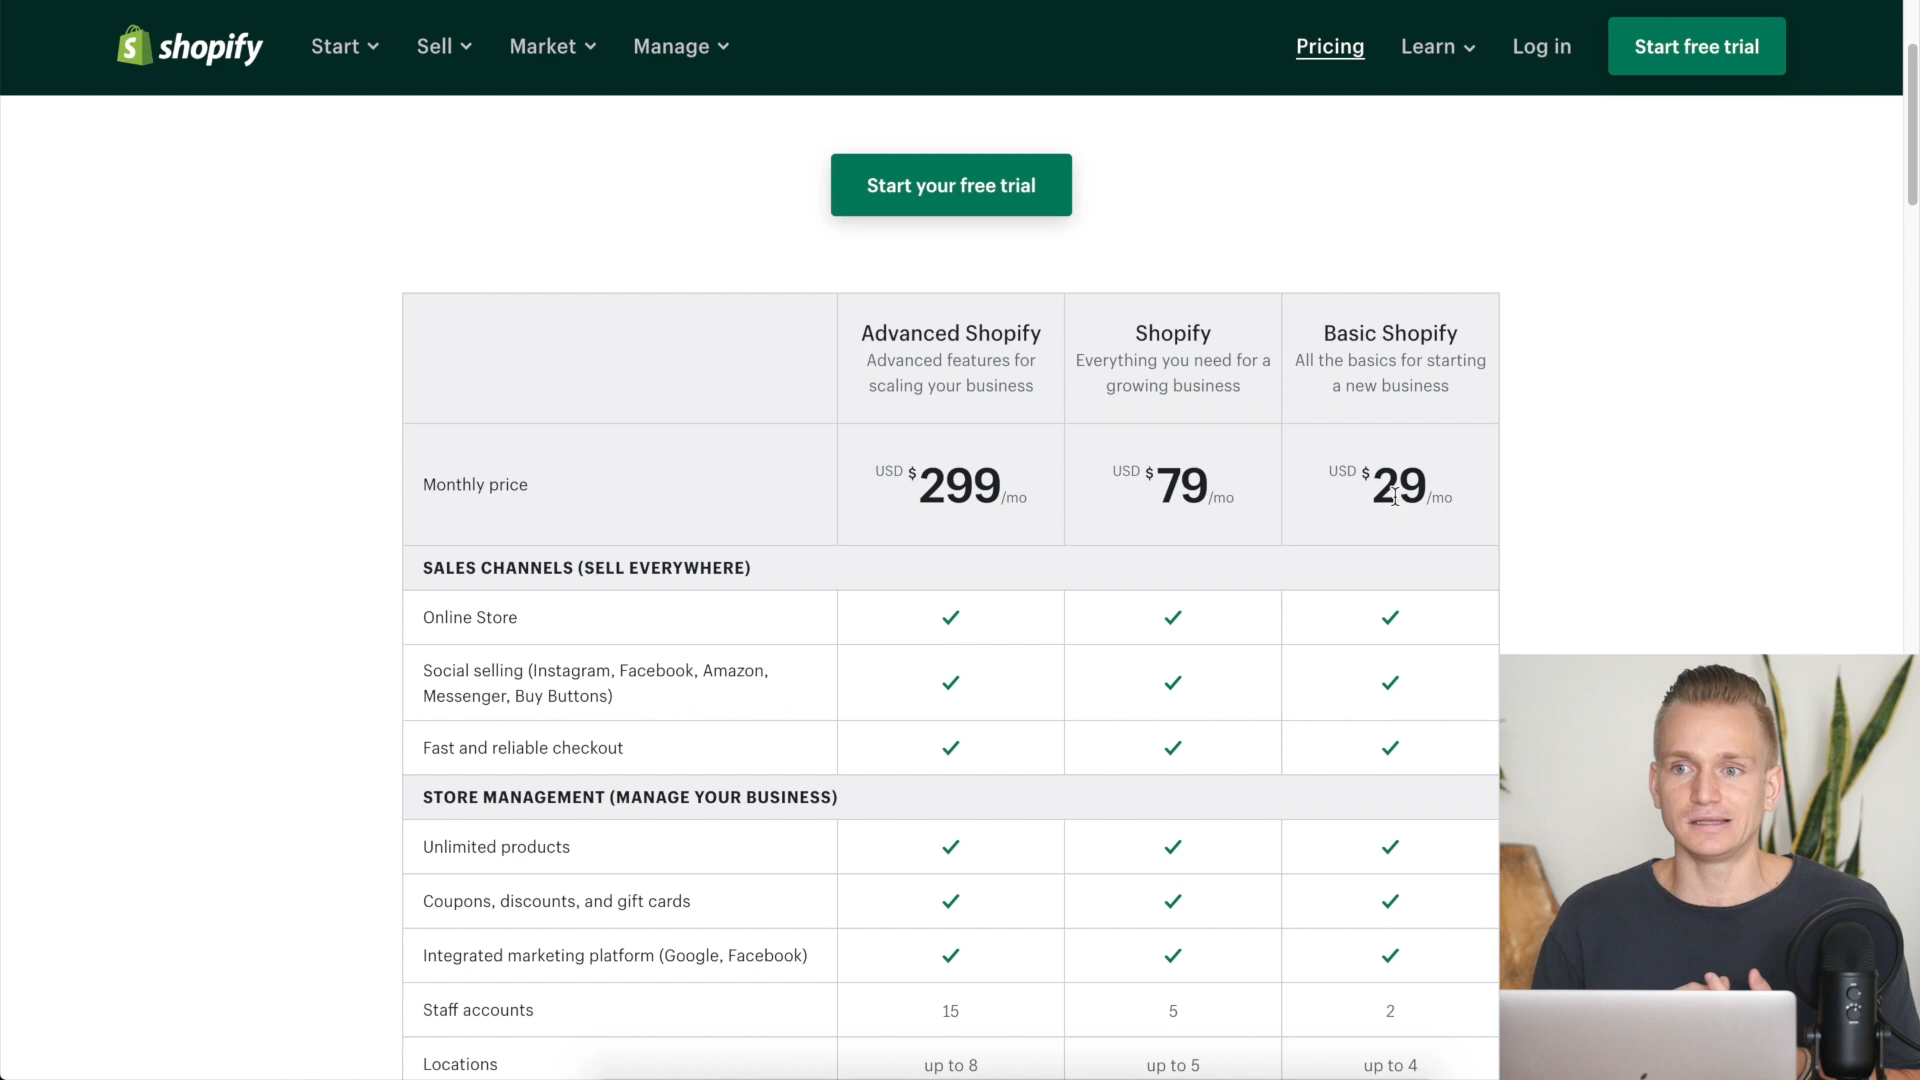 shopify
Start
Sell
Market
Manage
Pricing
Learn
Log in
Start free trial
Start your free trial
Advanced Shopify
Advanced features for
scaling your business
Shopify
Everything you need for a
growing business
Basic Shopify
All the basics for starting
a new business
Monthly price
USD $ 299 /mo
USD $ 79 /mo
USD $ 29 /mo
SALES CHANNELS (SELL EVERYWHERE)
Online Store
Social selling (Instagram, Facebook, Amazon,
Messenger, Buy Buttons)
Fast and reliable checkout
STORE MANAGEMENT (MANAGE YOUR BUSINESS)
Unlimited products
Coupons, discounts, and gift cards
Integrated marketing platform (Google, Facebook)
Staff accounts
15
5
2
Locations
up to 8
up to 5
up to 4